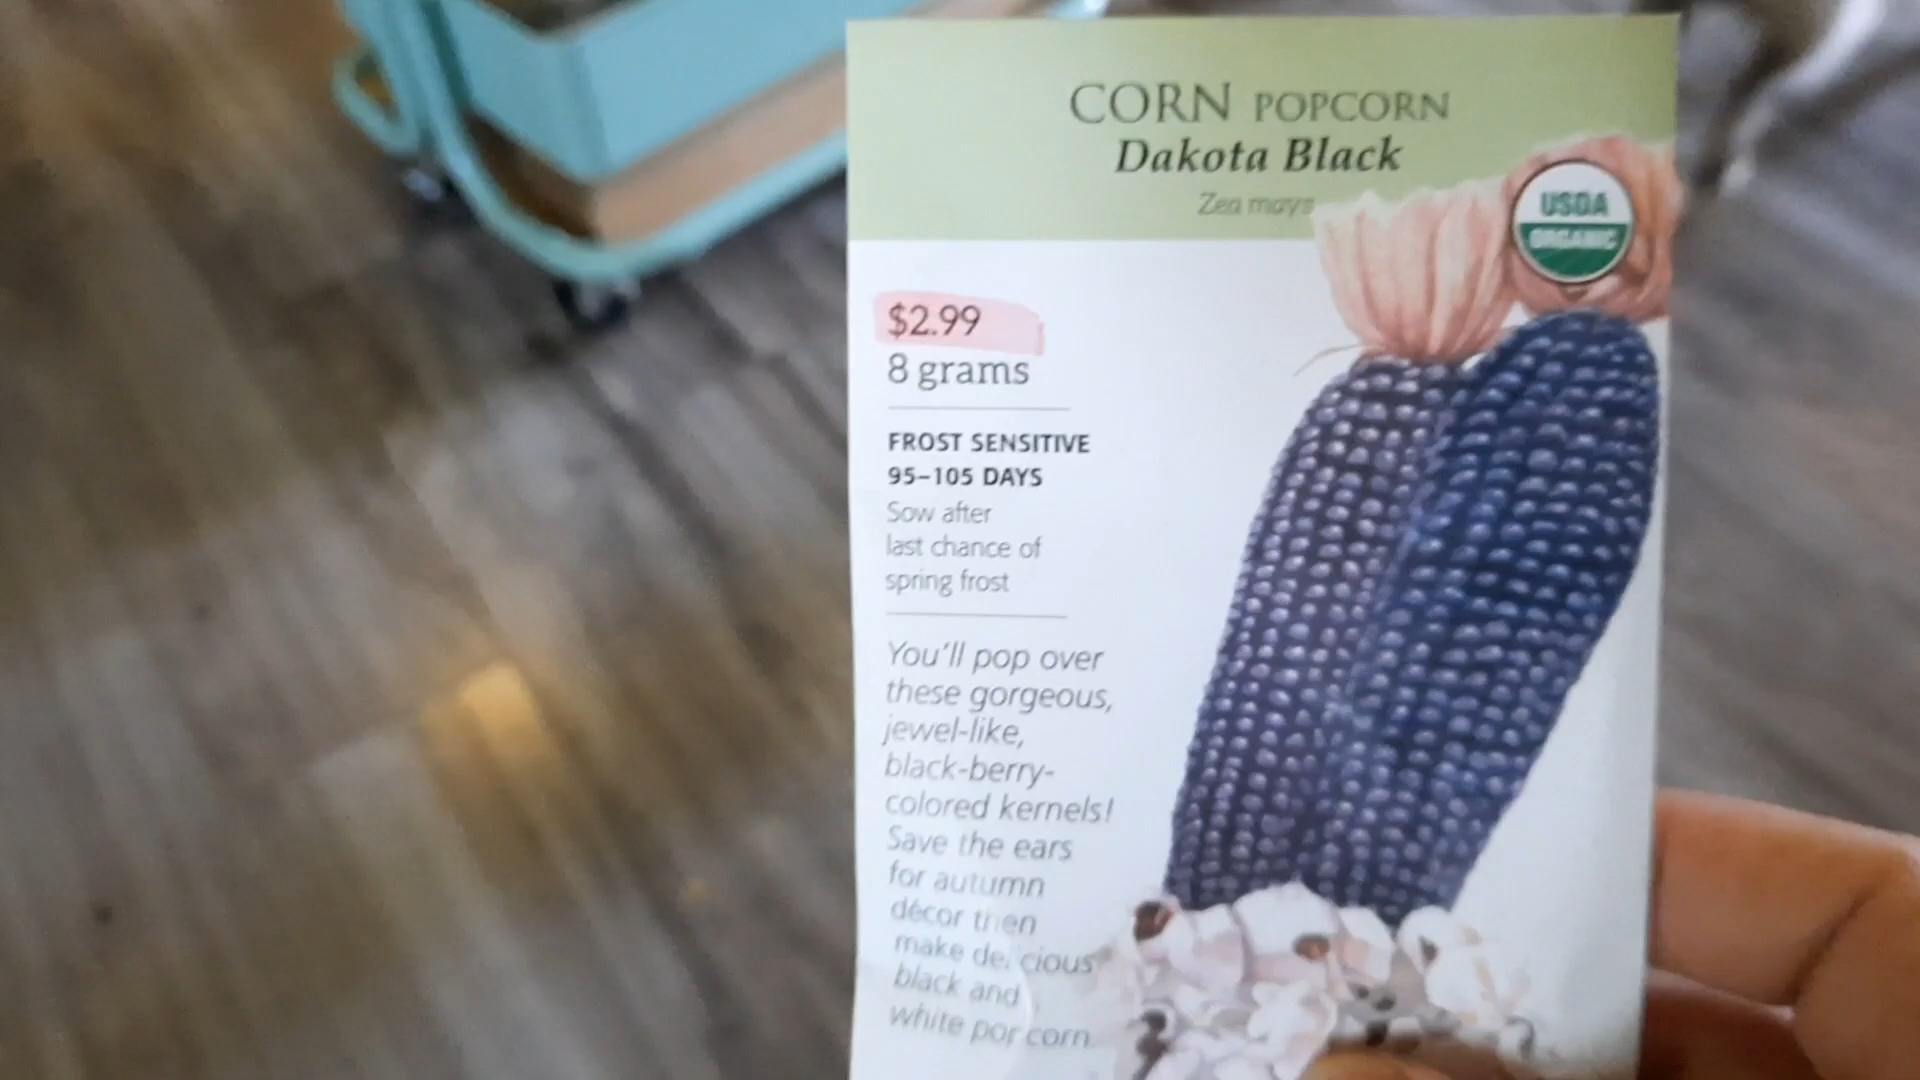 CORN POPCORN
Dakota Black
Zea mays
USDA
ORGANIC
$2.99
8 grams
FROST SENSITIVE
95–105 DAYS
Sow after
last chance of
spring frost
You'll pop over
these gorgeous,
jewel-like,
black-berry-
colored kernels!
Save the ears
for autumn
décor then
make delicious
black and
white popcorn.